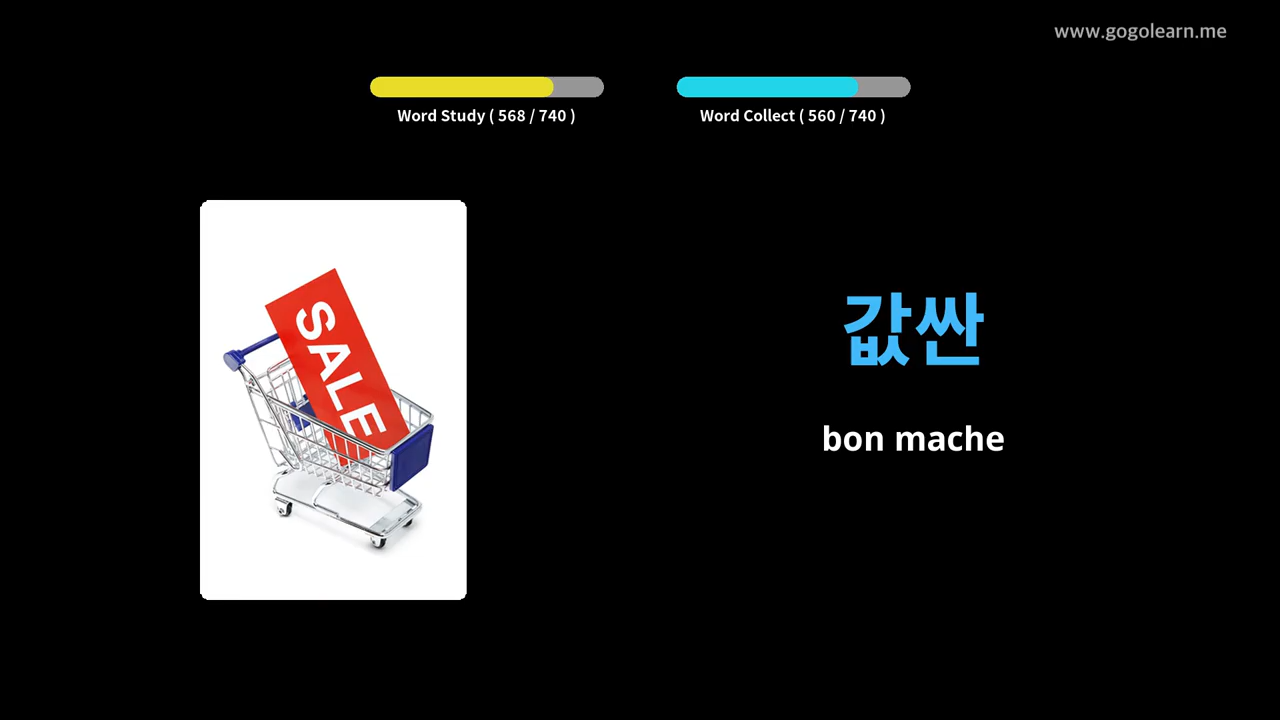 www.gogolearn.me
Word Study ( 568 / 740 )
Word Collect ( 560 / 740 )
SALE
값싼
bon mache